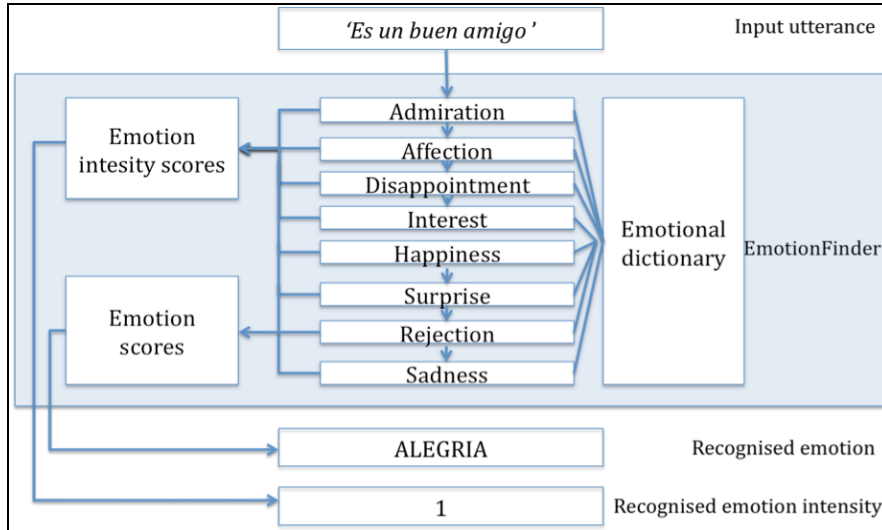 ‘Es un buen amigo ’
Input utterance
Emotion
intesity scores
Admiration
Affection
Disappointment
Interest
Happiness
Surprise
Rejection
Sadness
Emotional
dictionary
EmotionFinder
Emotion
scores
ALEGRIA
Recognised emotion
1
Recognised emotion intensity